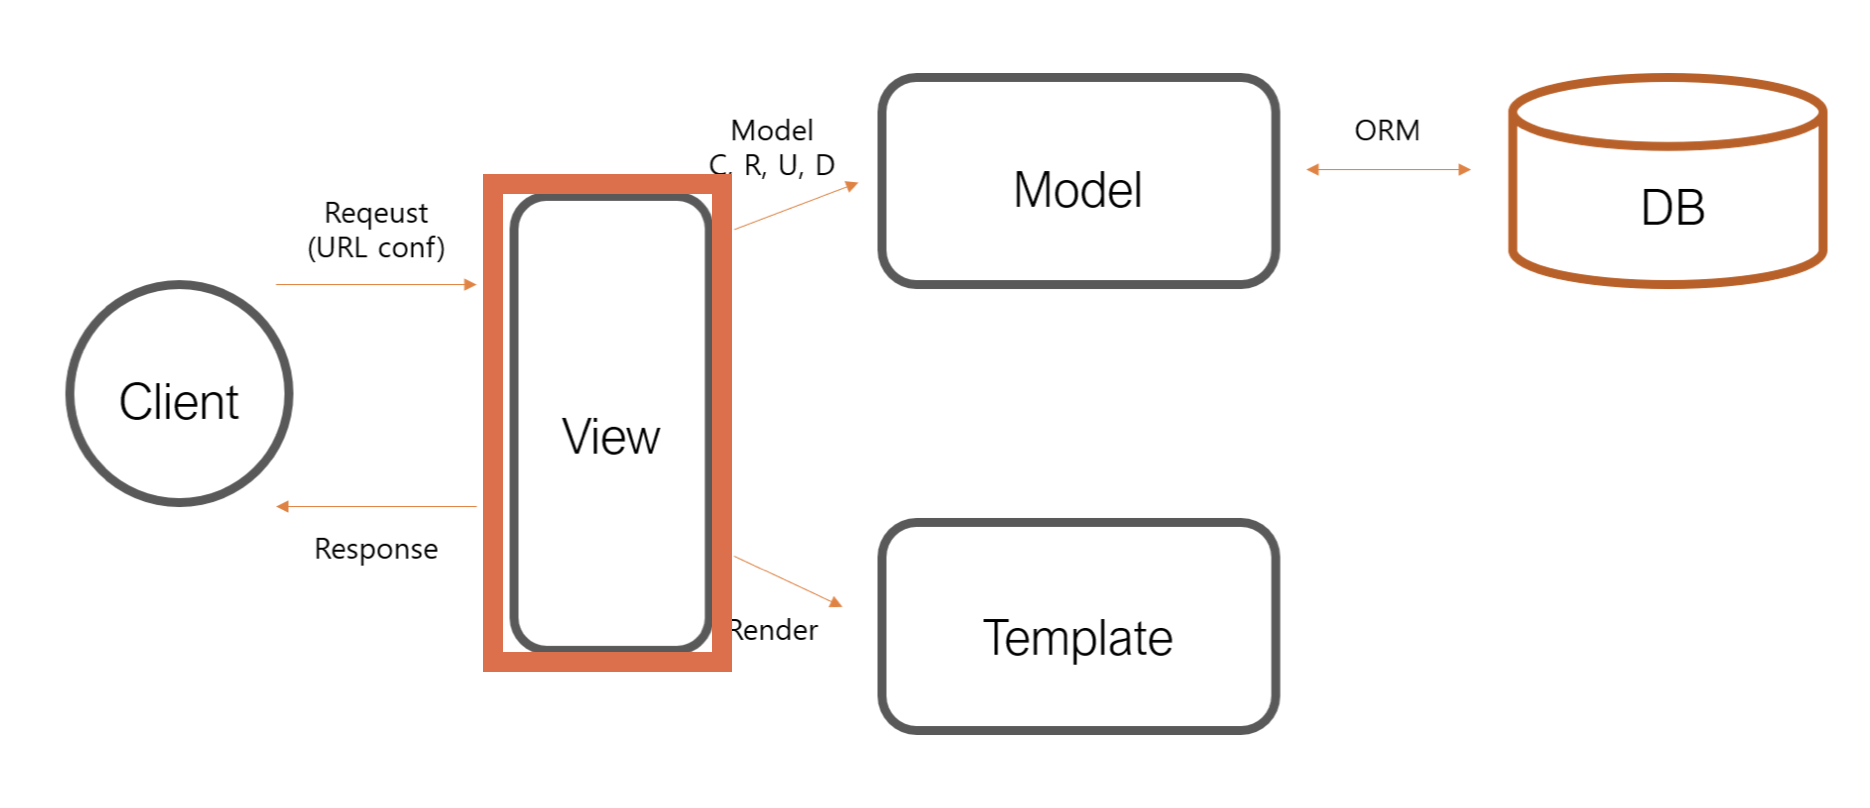 Model
C, R, U, D
ORM
Model
DB
Reqeust
(URL conf)
Client
View
Response
Render
Template